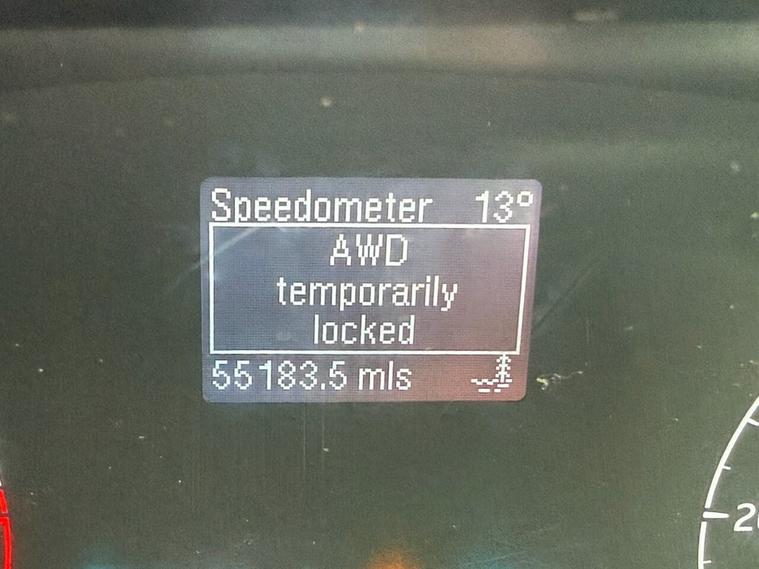 Speedometer 13°
AWD
temporarily
locked
55183.5 mls